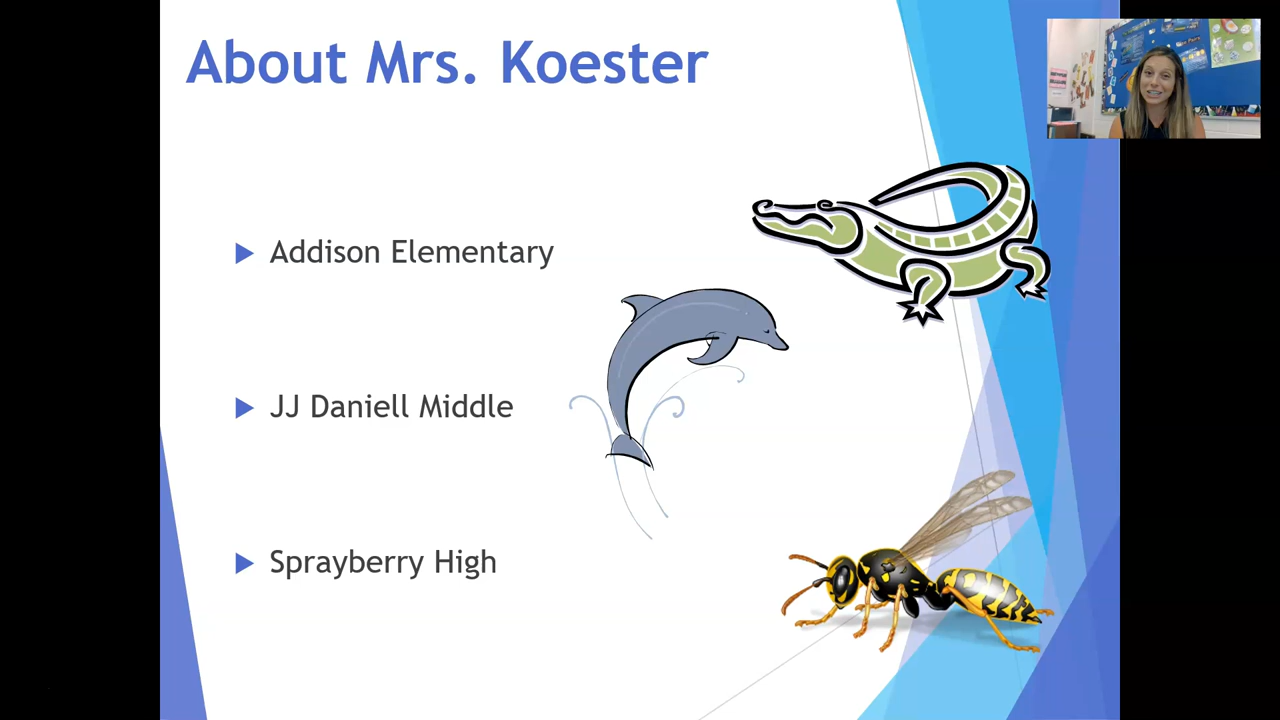 About Mrs. Koester
Addison Elementary
JJ Daniell Middle
Sprayberry High